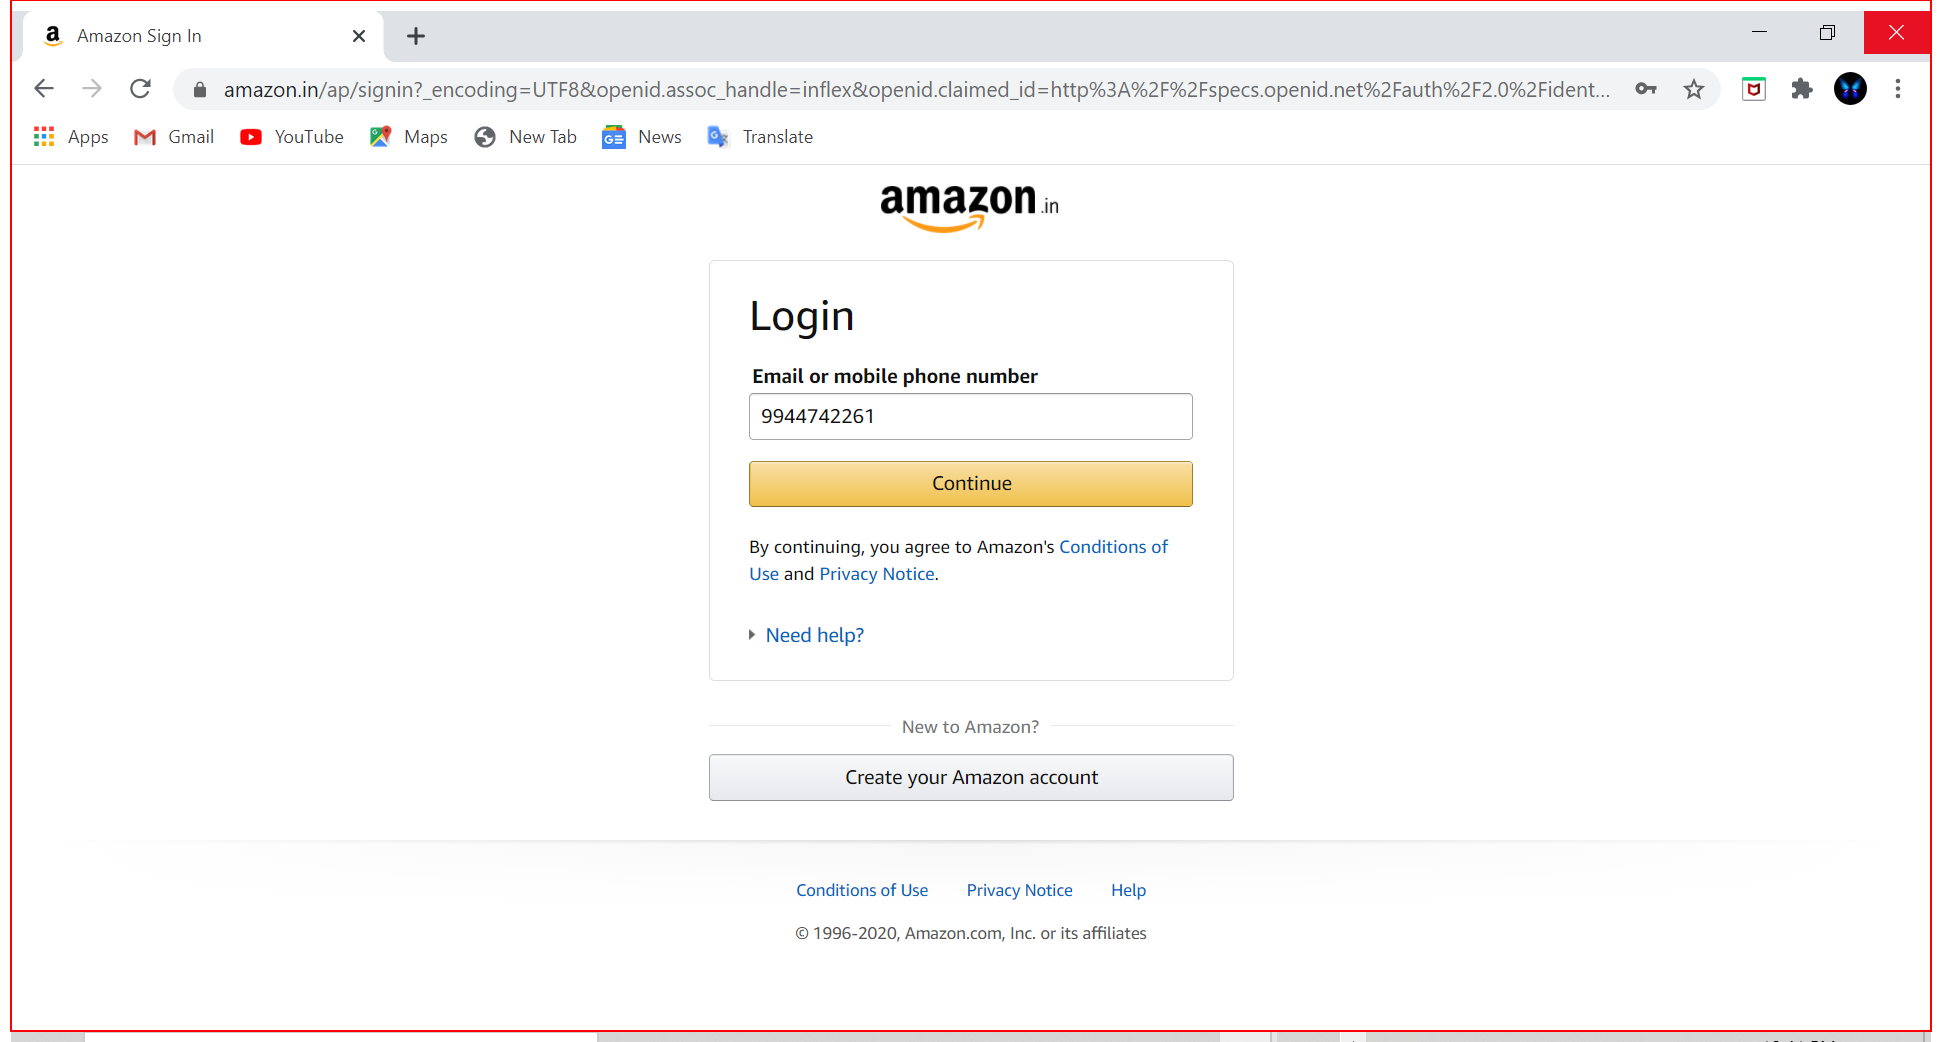 Amazon Sign In
amazon.in/ap/signin?_encoding=UTF8&openid.assoc_handle=inflex&openid.claimed_id=http%3A%2F%2Fspecs.openid.net%2Fauth%2F2.0%2Fident...
Apps Gmail YouTube Maps New Tab News Translate
amazon.in
Login
Email or mobile phone number
9944742261
Continue
By continuing, you agree to Amazon's Conditions of
Use and Privacy Notice.
Need help?
New to Amazon?
Create your Amazon account
Conditions of Use Privacy Notice Help
© 1996-2020, Amazon.com, Inc. or its affiliates